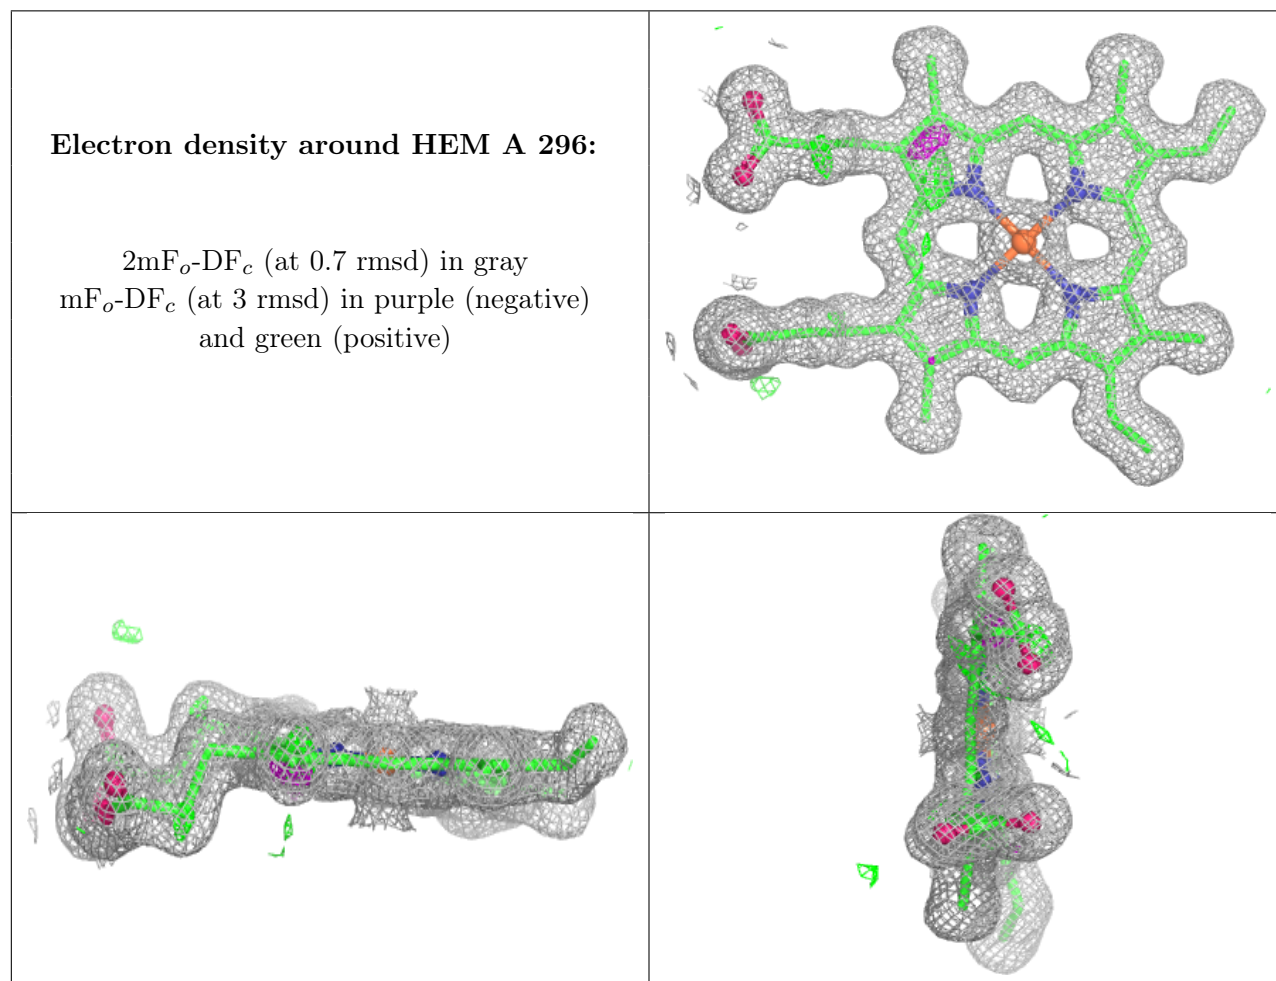 Electron density around HEM A 296:
2mFo-DFc (at 0.7 rmsd) in gray
mFo-DFc (at 3 rmsd) in purple (negative)
and green (positive)